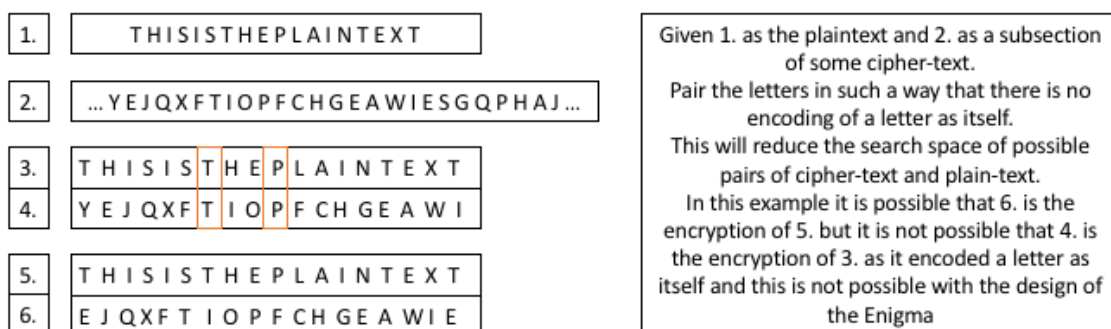 1. THISISTHEPLAINTEXT
2. ...YEJQXFTIOPFCHGEAWIESGQPHAJ...
3. THISISTHEPLAINTEXT
4. YEJQXFTIOPFCHGEAWI
5. THISISTHEPLAINTEXT
6. EJQXFTIOPFCHGEAWIE
Given 1. as the plaintext and 2. as a subsection
of some cipher-text.
Pair the letters in such a way that there is no
encoding of a letter as itself.
This will reduce the search space of possible
pairs of cipher-text and plain-text.
In this example it is possible that 6. is the
encryption of 5. but it is not possible that 4. is
the encryption of 3. as it encoded a letter as
itself and this is not possible with the design of
the Enigma